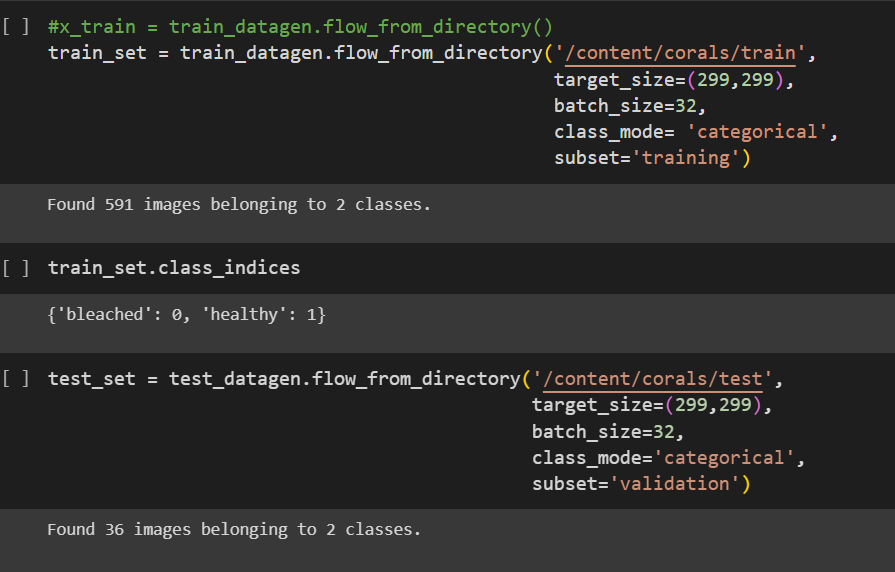 [ ] #x_train = train_datagen.flow_from_directory()
train_set = train_datagen.flow_from_directory('/content/corals/train',
target_size=(299,299),
batch_size=32,
class_mode= 'categorical',
subset='training')
Found 591 images belonging to 2 classes.
[ ] train_set.class_indices
{'bleached': 0, 'healthy': 1}
[ ] test_set = test_datagen.flow_from_directory('/content/corals/test',
target_size=(299,299),
batch_size=32,
class_mode='categorical',
subset='validation')
Found 36 images belonging to 2 classes.